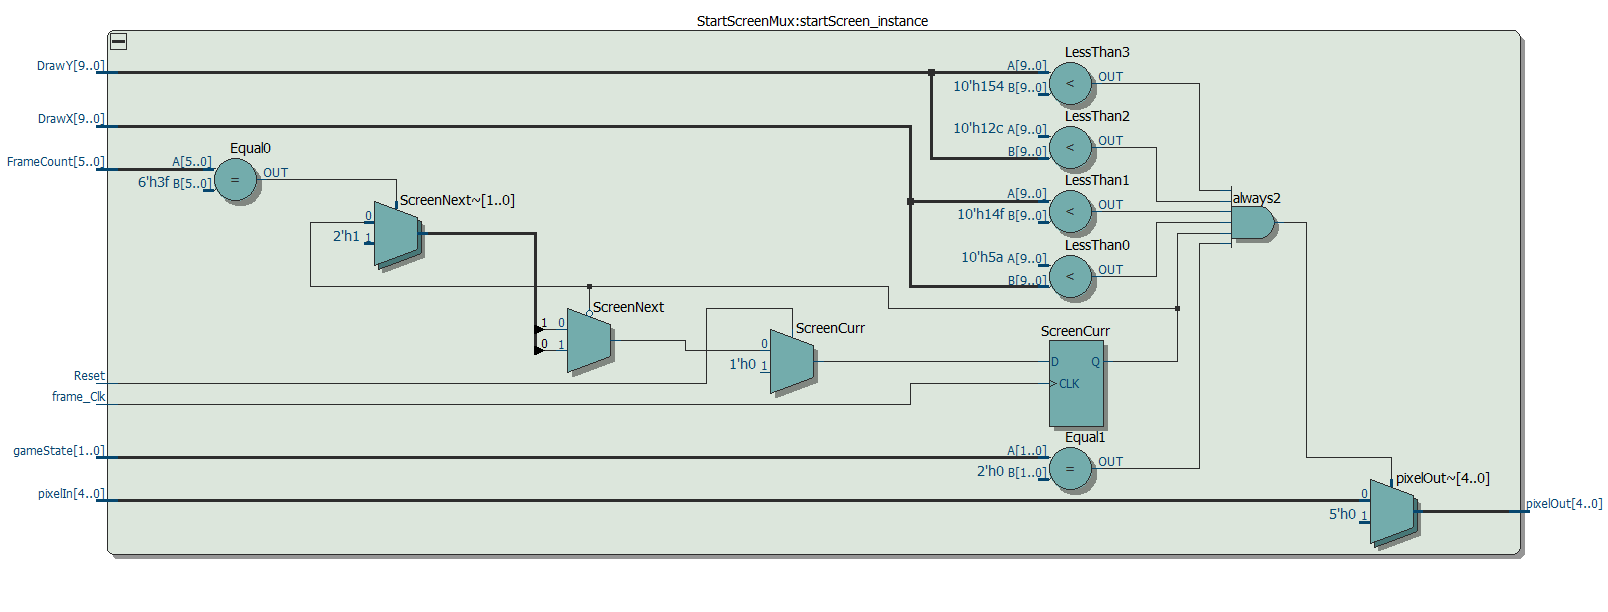 StartScreenMux:startScreen_instance
DrawY[9..0]
DrawX[9..0]
FrameCount[5..0]
Equal0
A[5..0]
6'h3f B[5..0]
=
OUT
ScreenNext~[1..0]
0
2'h1 1
ScreenNext
1 0
0 1
ScreenCurr
0
1'h0 1
ScreenCurr
D Q
CLK
Reset
frame_Clk
gameState[1..0]
pixelIn[4..0]
LessThan3
A[9..0]
10'h154 B[9..0]
<
OUT
LessThan2
10'h12c A[9..0]
B[9..0]
<
OUT
LessThan1
A[9..0]
10'h14f B[9..0]
<
OUT
LessThan0
10'h5a A[9..0]
B[9..0]
<
OUT
always2
Equal1
A[1..0]
2'h0 B[1..0]
=
OUT
pixelOut~[4..0]
0
5'h0 1
pixelOut[4..0]